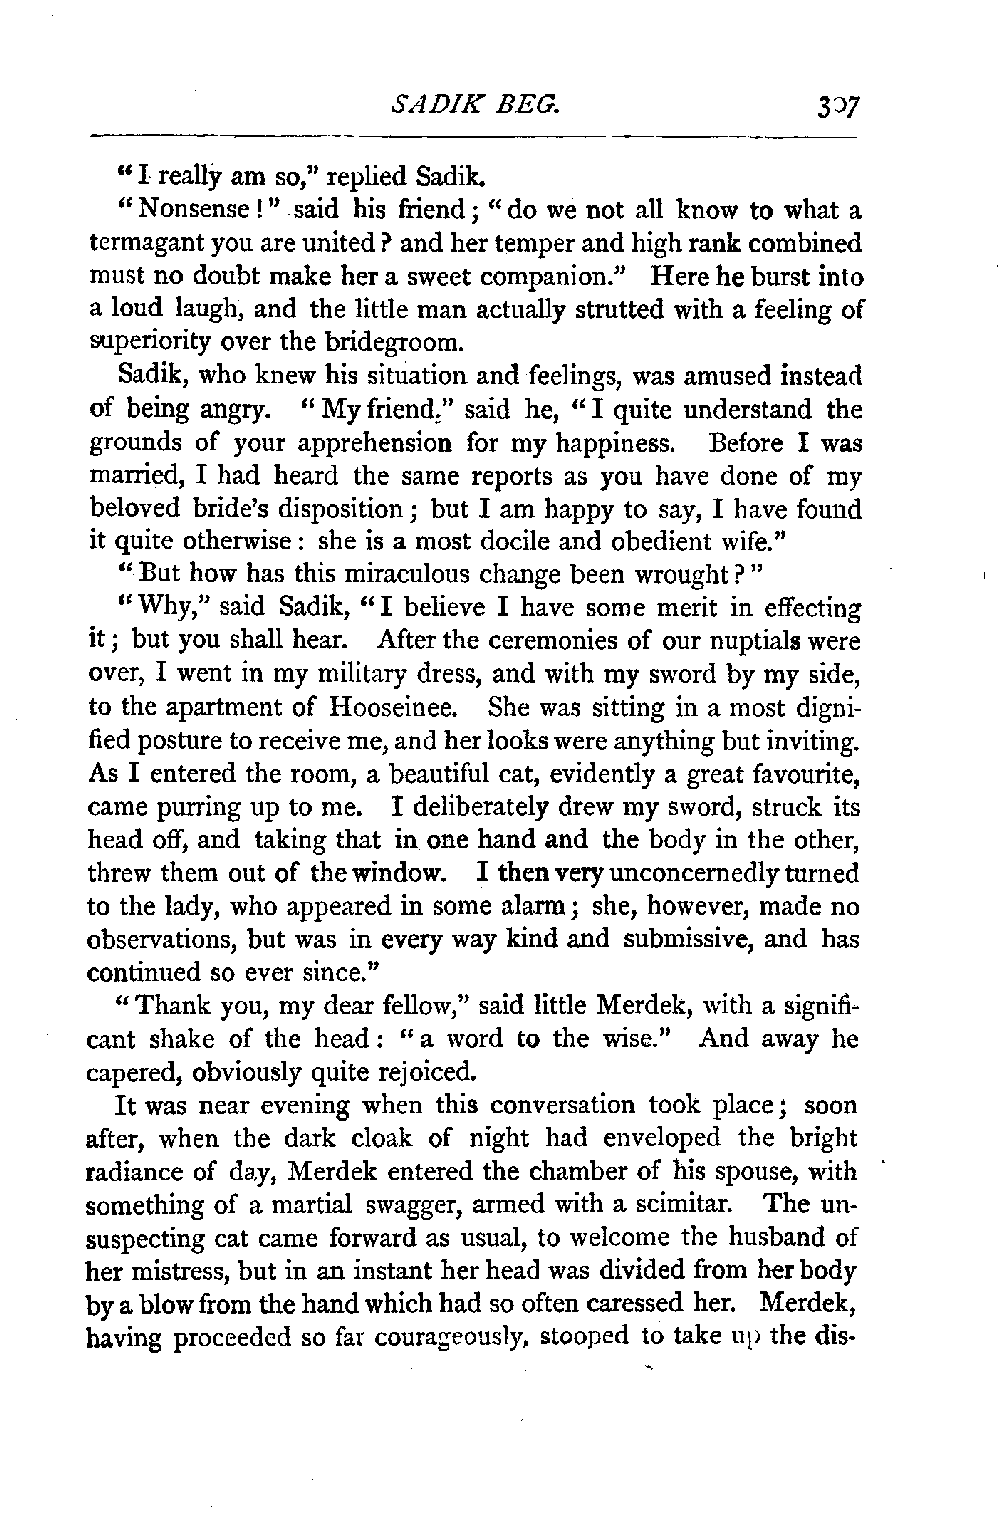 SADIK BEG. 307
“I really am so,” replied Sadik.
“Nonsense!” said his friend; “do we not all know to what a
termagant you are united? and her temper and high rank combined
must no doubt make her a sweet companion.” Here he burst into
a loud laugh, and the little man actually strutted with a feeling of
superiority over the bridegroom.
Sadik, who knew his situation and feelings, was amused instead
of being angry. “My friend,” said he, “I quite understand the
grounds of your apprehension for my happiness. Before I was
married, I had heard the same reports as you have done of my
beloved bride’s disposition; but I am happy to say, I have found
it quite otherwise: she is a most docile and obedient wife.”
“But how has this miraculous change been wrought?”
“Why,” said Sadik, “I believe I have some merit in effecting
it; but you shall hear. After the ceremonies of our nuptials were
over, I went in my military dress, and with my sword by my side,
to the apartment of Hooseinee. She was sitting in a most digni-
fied posture to receive me, and her looks were anything but inviting.
As I entered the room, a beautiful cat, evidently a great favourite,
came purring up to me. I deliberately drew my sword, struck its
head off, and taking that in one hand and the body in the other,
threw them out of the window. I then very unconcernedly turned
to the lady, who appeared in some alarm; she, however, made no
observations, but was in every way kind and submissive, and has
continued so ever since.”
“Thank you, my dear fellow,” said little Merdek, with a signifi-
cant shake of the head: “a word to the wise.” And away he
capered, obviously quite rejoiced.
It was near evening when this conversation took place; soon
after, when the dark cloak of night had enveloped the bright
radiance of day, Merdek entered the chamber of his spouse, with
something of a martial swagger, armed with a scimitar. The un-
suspecting cat came forward as usual, to welcome the husband of
her mistress, but in an instant her head was divided from her body
by a blow from the hand which had so often caressed her. Merdek,
having proceeded so far courageously, stooped to take up the dis-